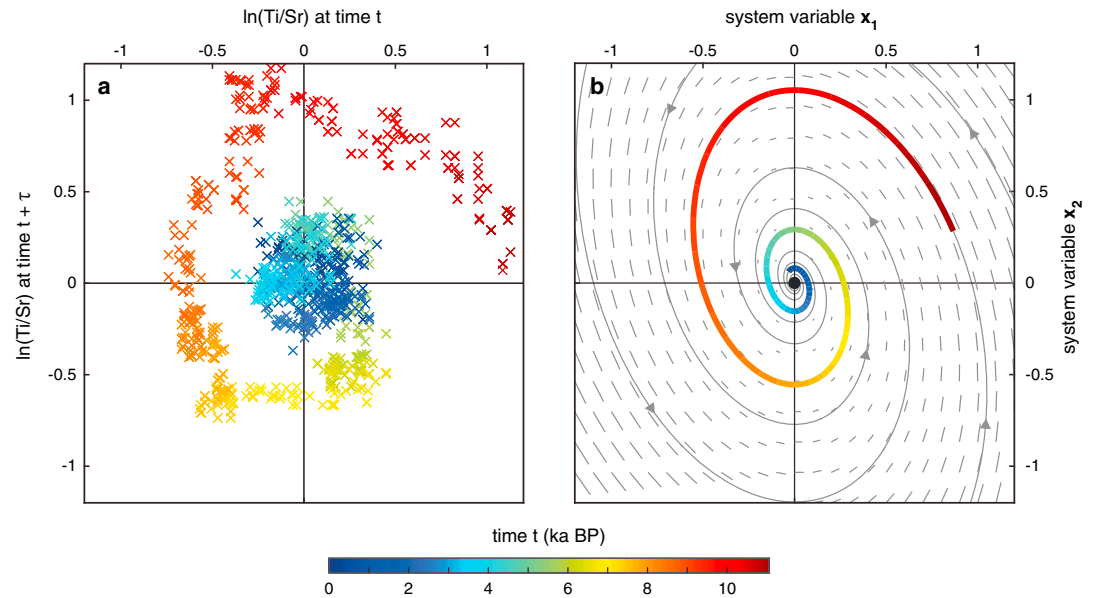 ln(Ti/Sr) at time t
system variable x1
-1 -0.5 0 0.5 1
-1 -0.5 0 0.5 1
a
b
1
0.5
0
-0.5
-1
ln(Ti/Sr) at time t + τ
1
0.5
0
-0.5
-1
system variable x2
time t (ka BP)
0 2 4 6 8 10